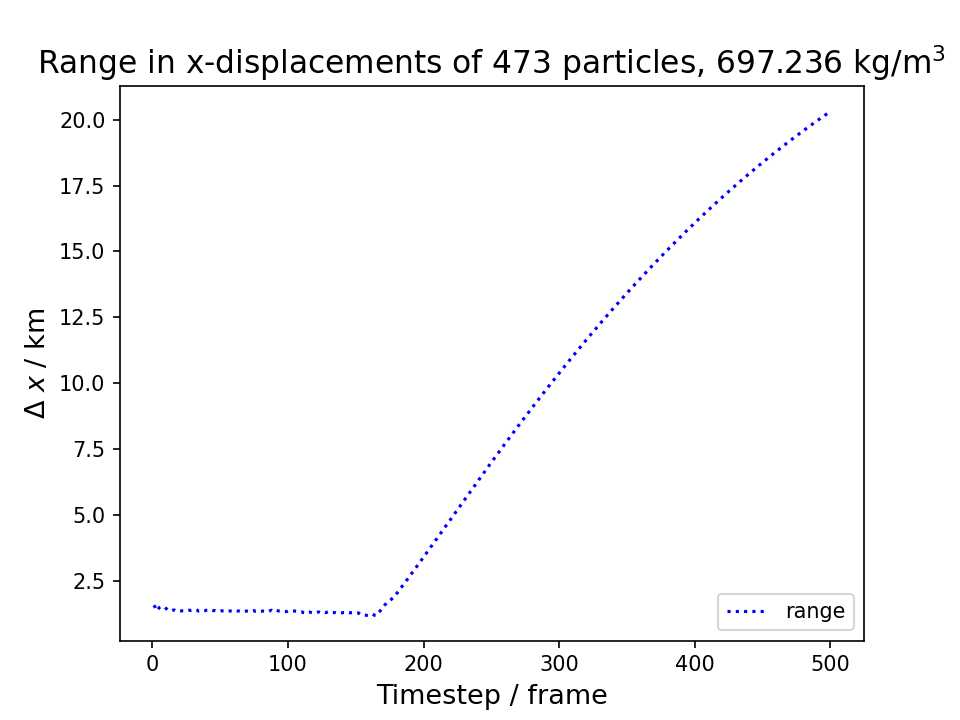 Range in x-displacements of 473 particles, 697.236 kg/m³
20.0
17.5
15.0
12.5
10.0
7.5
5.0
2.5
Δ x / km
range
0 100 200 300 400 500
Timestep / frame